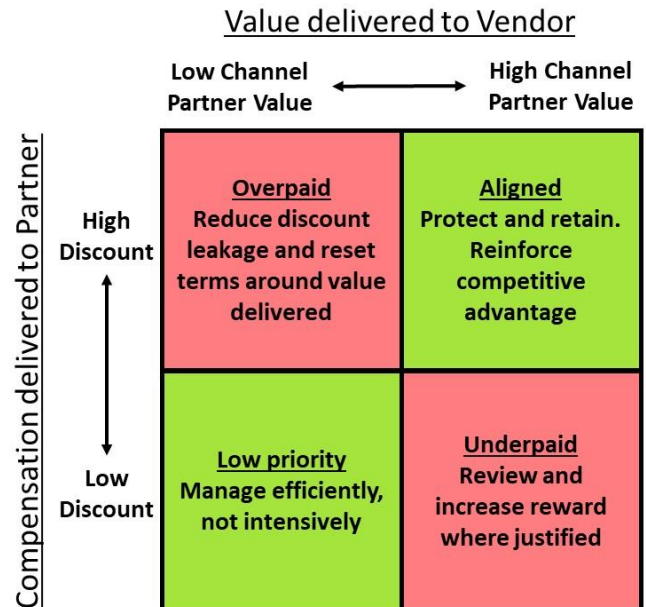 Value delivered to Vendor
Low Channel
Partner Value
High Channel
Partner Value
Compensation delivered to Partner
High
Discount
Overpaid
Reduce discount
leakage and reset
terms around value
delivered
Aligned
Protect and retain.
Reinforce
competitive
advantage
Low
Discount
Low priority
Manage efficiently,
not intensively
Underpaid
Review and
increase reward
where justified